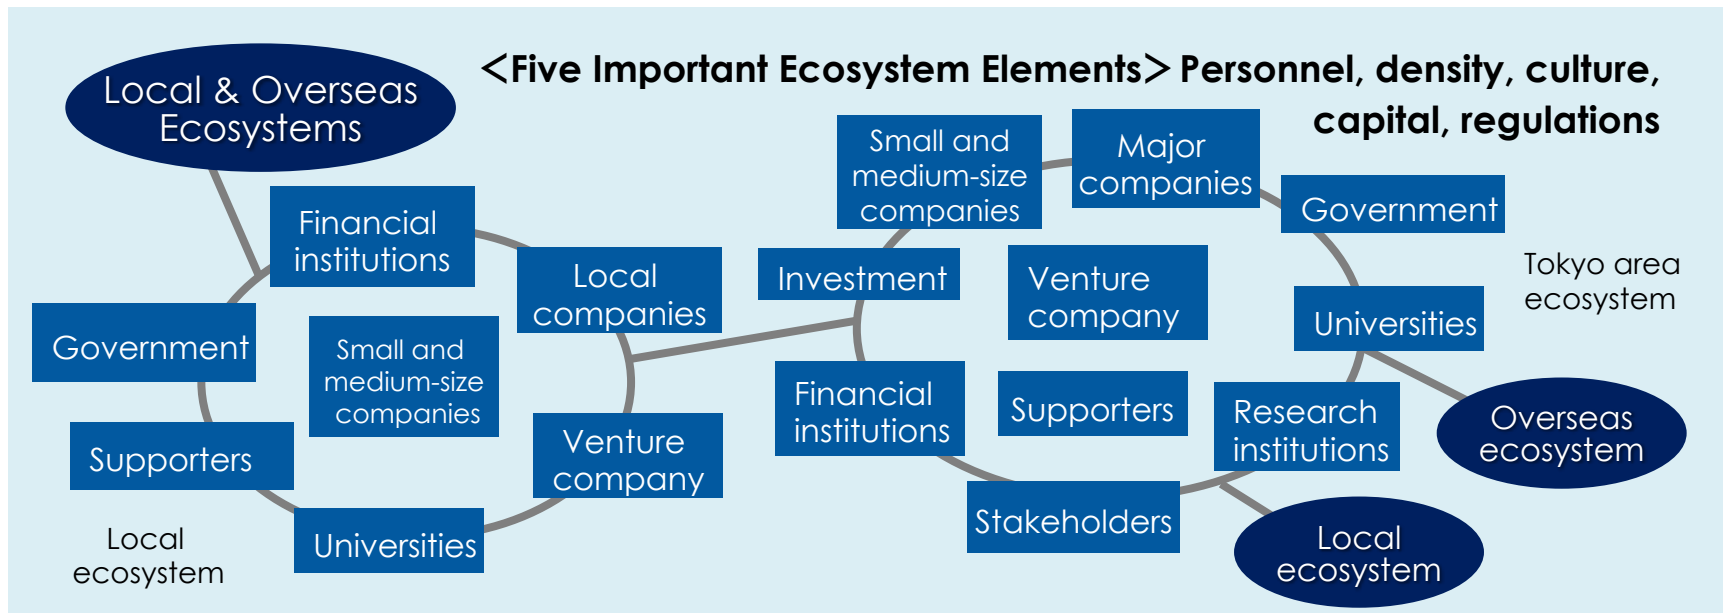 Local & Overseas
Ecosystems
＜Five Important Ecosystem Elements＞ Personnel, density, culture,
capital, regulations
Financial
institutions
Local
companies
Government
Small and
medium-size
companies
Supporters
Venture
company
Universities
Local
ecosystem
Small and
medium-size
companies
Major
companies
Government
Investment
Venture
company
Tokyo area
ecosystem
Universities
Financial
institutions
Supporters
Research
institutions
Overseas
ecosystem
Stakeholders
Local
ecosystem